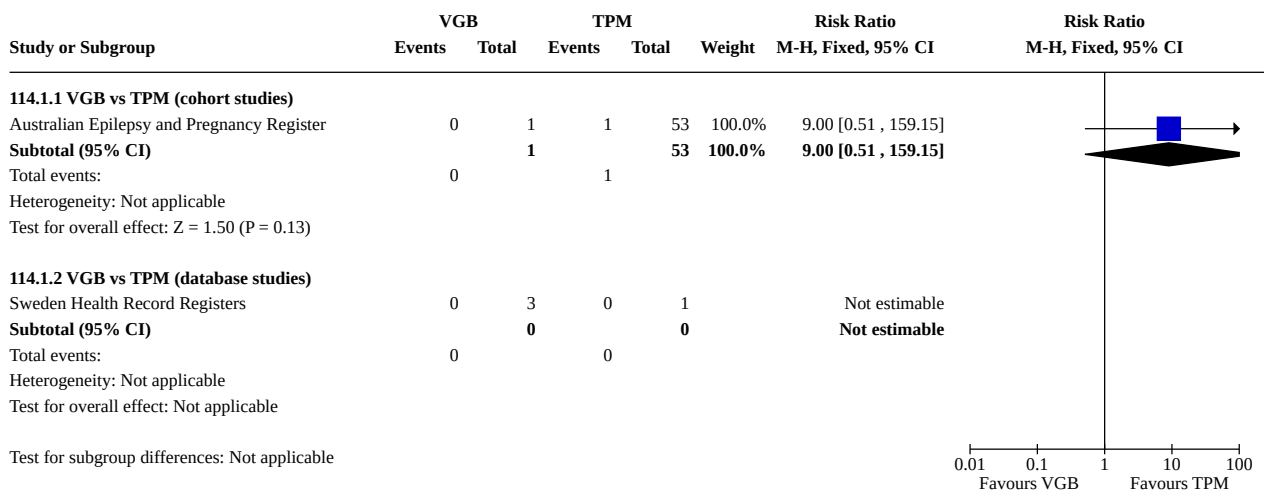 VGB TPM Risk Ratio Risk Ratio
Study or Subgroup Events Total Events Total Weight M-H, Fixed, 95% CI M-H, Fixed, 95% CI
114.1.1 VGB vs TPM (cohort studies)
Australian Epilepsy and Pregnancy Register 0 1 1 53 100.0% 9.00 [0.51 , 159.15]
Subtotal (95% CI) 1 53 100.0% 9.00 [0.51 , 159.15]
Total events: 0 1
Heterogeneity: Not applicable
Test for overall effect: Z = 1.50 (P = 0.13)
114.1.2 VGB vs TPM (database studies)
Sweden Health Record Registers 0 3 0 1 Not estimable
Subtotal (95% CI) 0 0 Not estimable
Total events: 0 0
Heterogeneity: Not applicable
Test for overall effect: Not applicable
Test for subgroup differences: Not applicable
0.01 0.1 1 10 100
Favours VGB Favours TPM